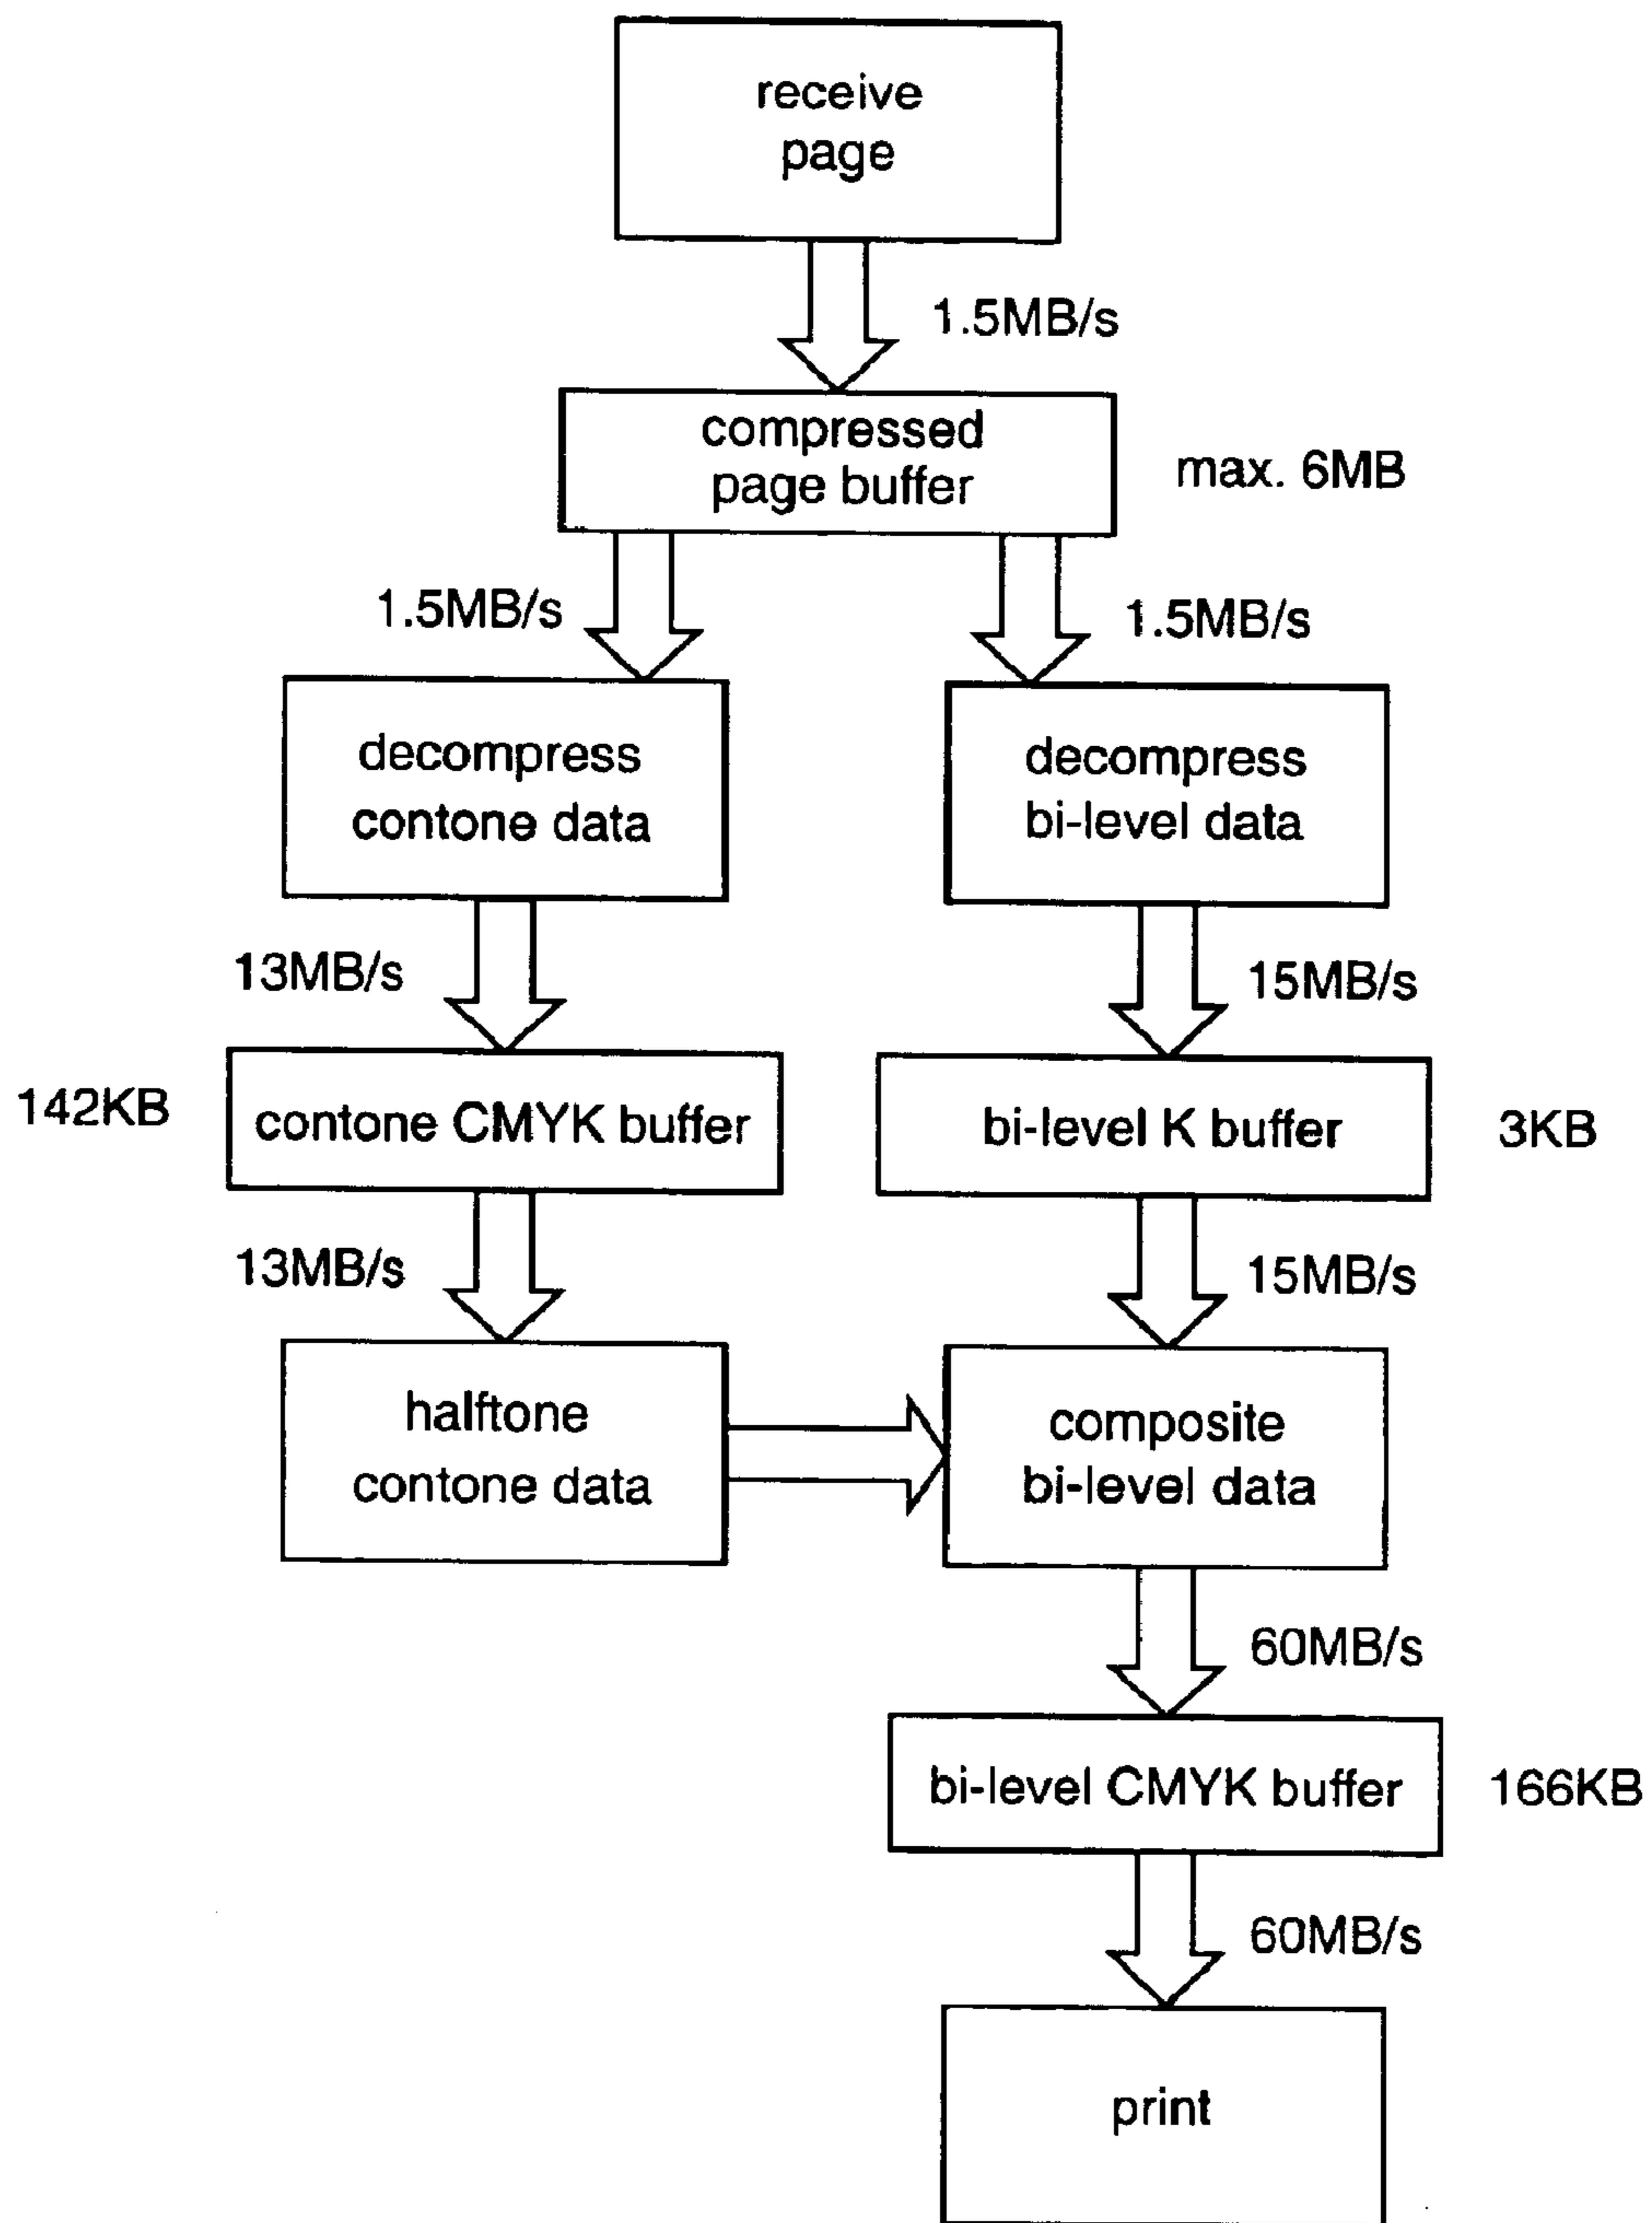 receive
page
1.5MB/s
compressed
page buffer
max. 6MB
1.5MB/s
1.5MB/s
decompress
contone data
decompress
bi-level data
13MB/s
15MB/s
142KB
contone CMYK buffer
bi-level K buffer
3KB
13MB/s
15MB/s
halftone
contone data
composite
bi-level data
60MB/s
bi-level CMYK buffer
166KB
60MB/s
print